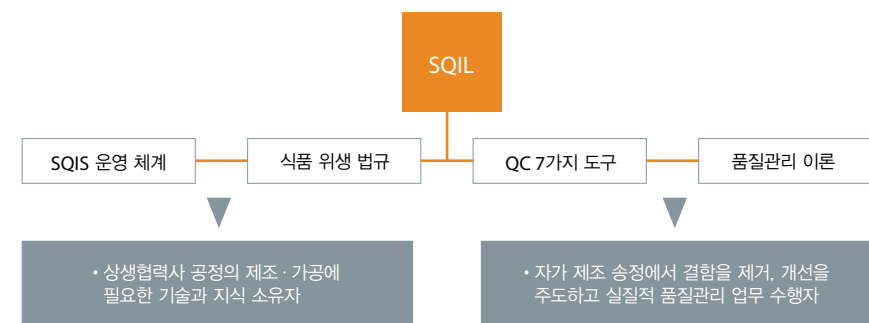 SQIL
SQIS 운영 체계
식품 위생 법규
QC 7가지 도구
품질관리 이론
• 상생협력사 공정의 제조 · 가공에
필요한 기술과 지식 소유자
• 자가 제조 송정에서 결함을 제거, 개선을
주도하고 실질적 품질관리 업무 수행자